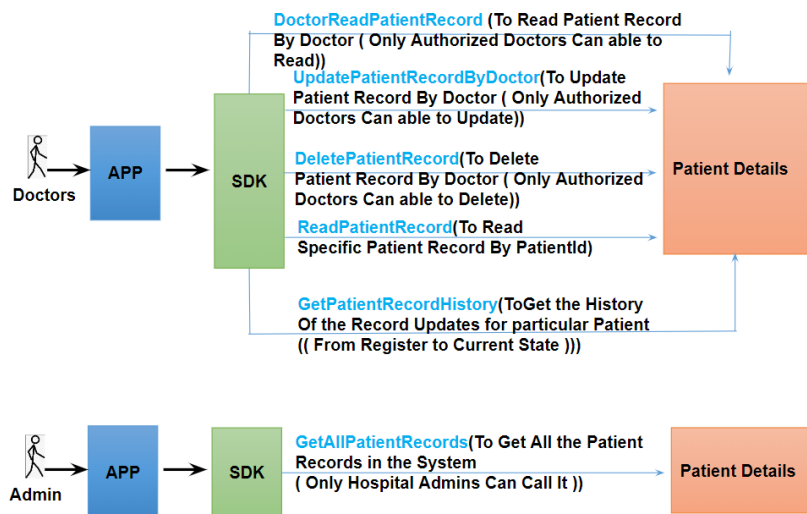 DoctorReadPatientRecord (To Read Patient Record
By Doctor ( Only Authorized Doctors Can able to
Read))
UpdatePatientRecordByDoctor(To Update
Patient Record By Doctor ( Only Authorized
Doctors Can able to Update))
DeletePatientRecord(To Delete
Patient Record By Doctor ( Only Authorized
Doctors Can able to Delete))
ReadPatientRecord(To Read
Specific Patient Record By PatientId)
GetPatientRecordHistory(ToGet the History
Of the Record Updates for particular Patient
(( From Register to Current State )))
Doctors
APP
SDK
Patient Details
GetAllPatientRecords(To Get All the Patient
Records in the System
( Only Hospital Admins Can Call It ))
Admin
APP
SDK
Patient Details